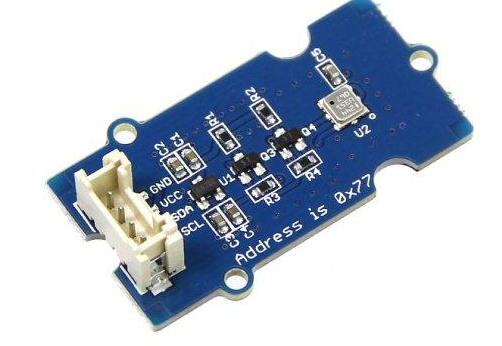 C5
R2
R1
C1
C2
Q4
Q3
U2
U1
R4
R3
GND
VCC
SDA
SCL
C4
C3
Address is 0x77